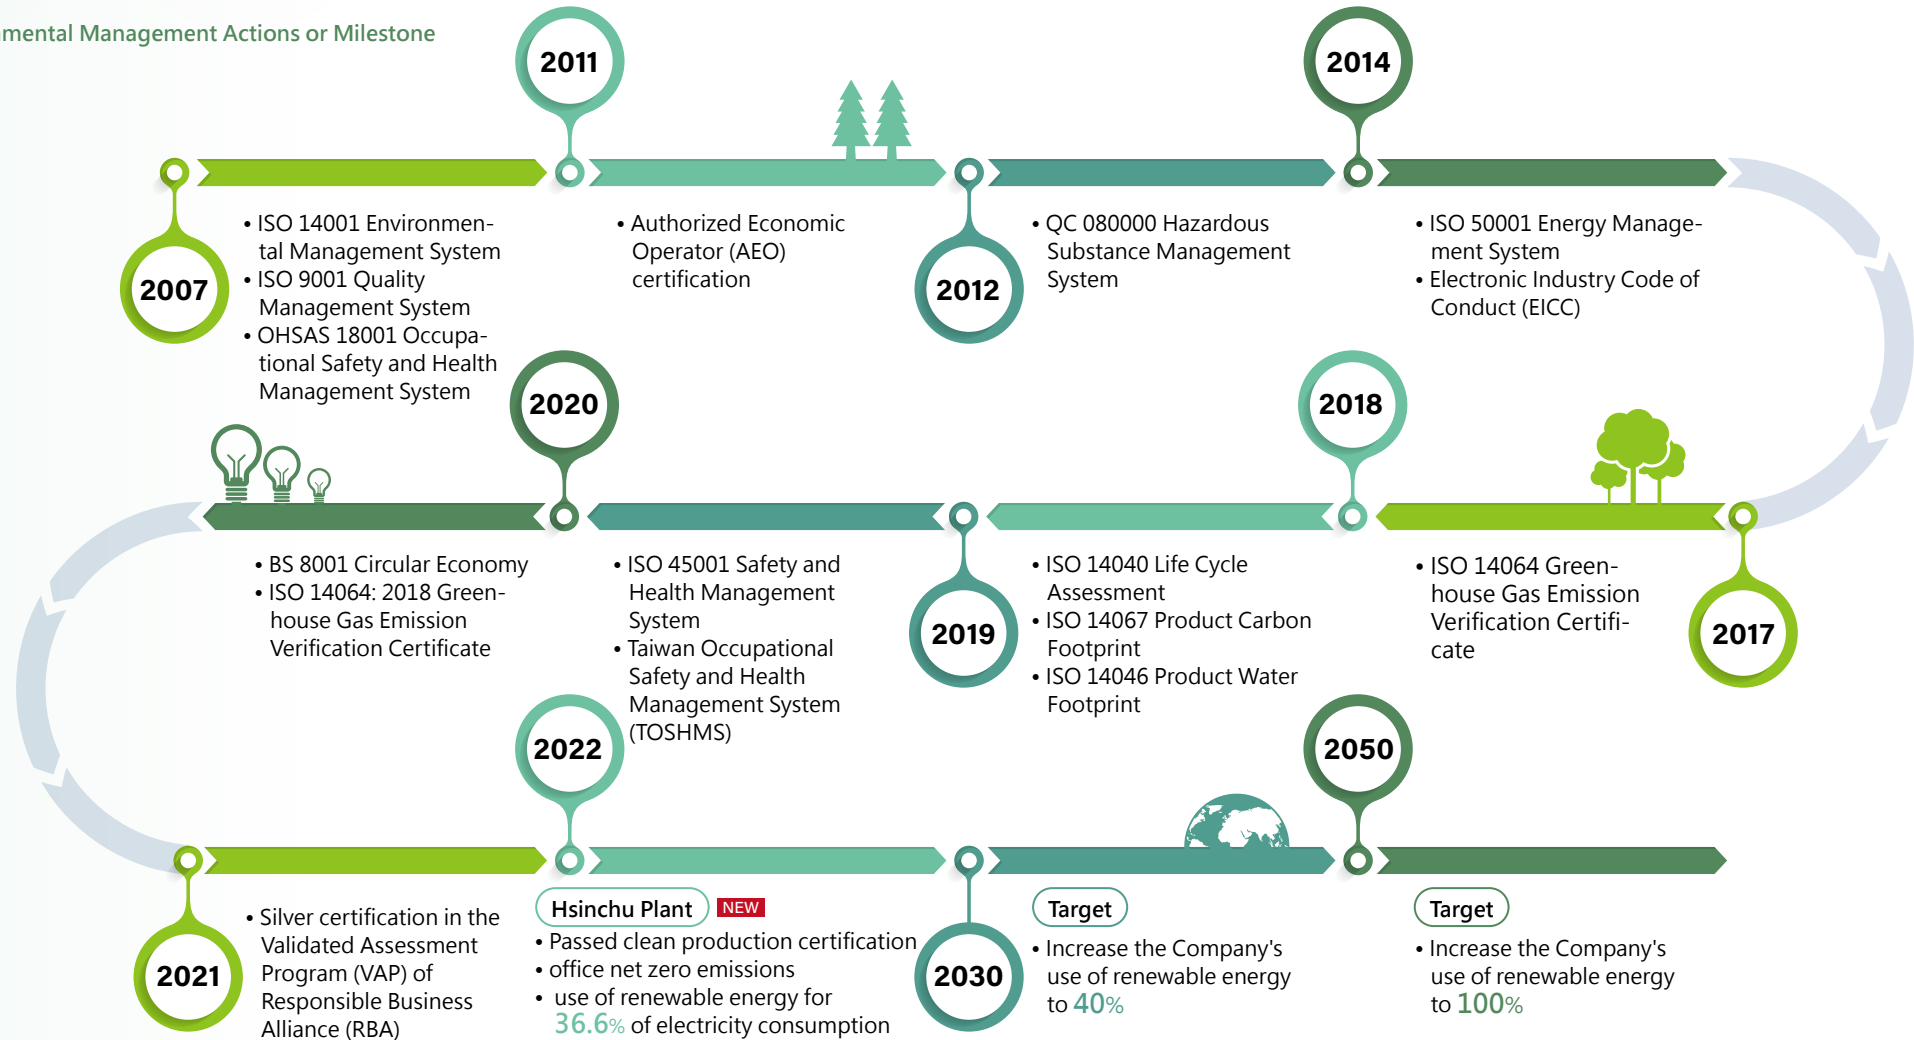 mental Management Actions or Milestone
2007
• ISO 14001 Environmen-
tal Management System
• ISO 9001 Quality
Management System
• OHSAS 18001 Occupa-
tional Safety and Health
Management System
2011
• Authorized Economic
Operator (AEO)
certification
2012
• QC 080000 Hazardous
Substance Management
System
2014
• ISO 50001 Energy Manage-
ment System
• Electronic Industry Code of
Conduct (EICC)
2017
• ISO 14064 Green-
house Gas Emission
Verification Certifi-
cate
2018
• ISO 14040 Life Cycle
Assessment
• ISO 14067 Product Carbon
Footprint
• ISO 14046 Product Water
Footprint
2019
• ISO 45001 Safety and
Health Management
System
• Taiwan Occupational
Safety and Health
Management System
(TOSHMS)
2020
• BS 8001 Circular Economy
• ISO 14064: 2018 Green-
house Gas Emission
Verification Certificate
2021
• Silver certification in the
Validated Assessment
Program (VAP) of
Responsible Business
Alliance (RBA)
2022
Hsinchu Plant NEW
• Passed clean production certification
• office net zero emissions
• use of renewable energy for
36.6% of electricity consumption
2030
Target
• Increase the Company's
use of renewable energy
to 40%
2050
Target
• Increase the Company's
use of renewable energy
to 100%